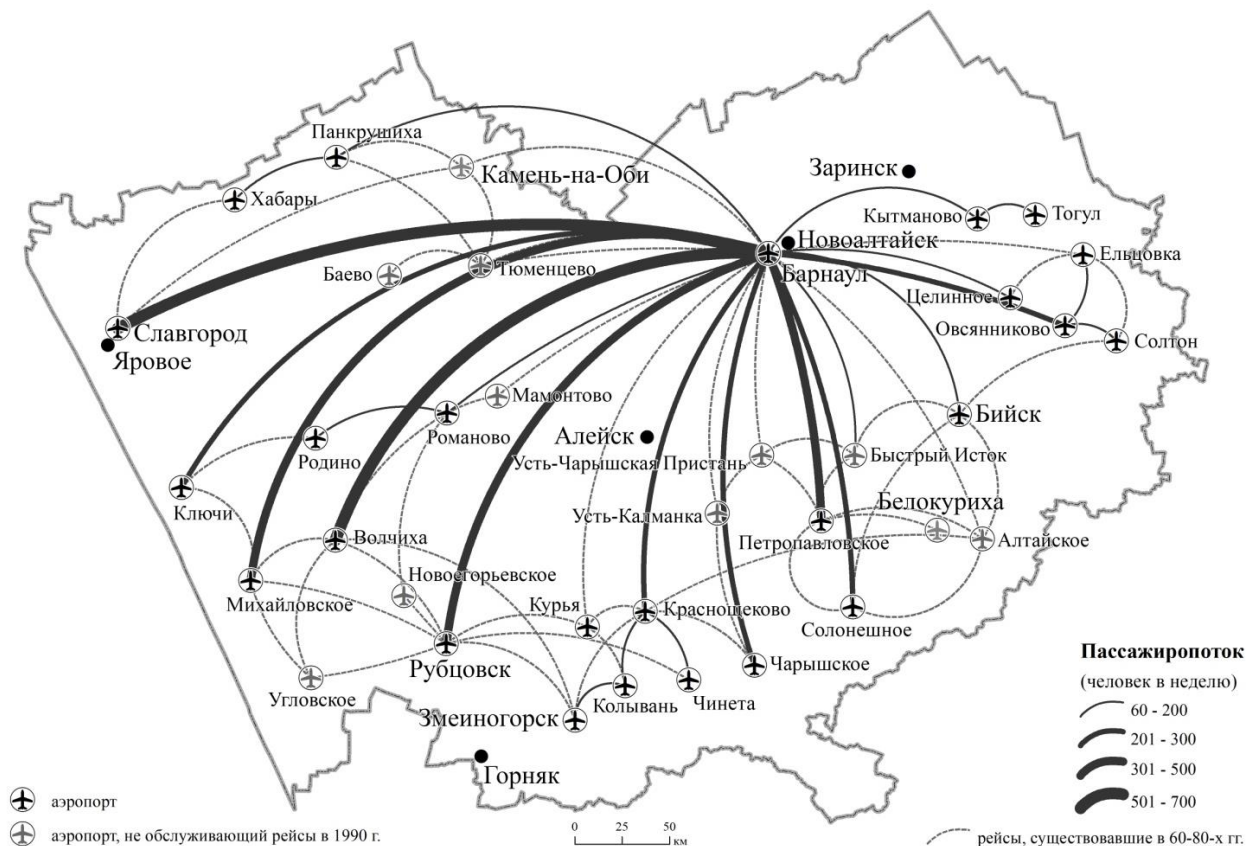 Панкрушиха
Камень-на-Оби
Хабары
Заринск
Кытманово
Тогул
Новоалтайск
Барнаул
Ельцовка
Баево
Тюменцево
Целинное
Овсянниково
Солтон
Славгород
Яровое
Мамонтово
Романово
Родино
Алейск
Бийск
Усть-Чарышская Пристань
Быстрый Исток
Белокуриха
Ключи
Усть-Калманка
Волчиха
Петропавловское
Алтайское
Новоегорьевское
Михайловское
Курья
Краснощеково
Солонешное
Рубцовск
Чарышское
Угловское
Колывань
Чинета
Змеиногорск
Горняк
Пассажиропоток
(человек в неделю)
60 - 200
201 - 300
301 - 500
501 - 700
аэропорт
аэропорт, не обслуживающий рейсы в 1990 г.
0 25 50
км
рейсы, существовавшие в 60-80-х гг.